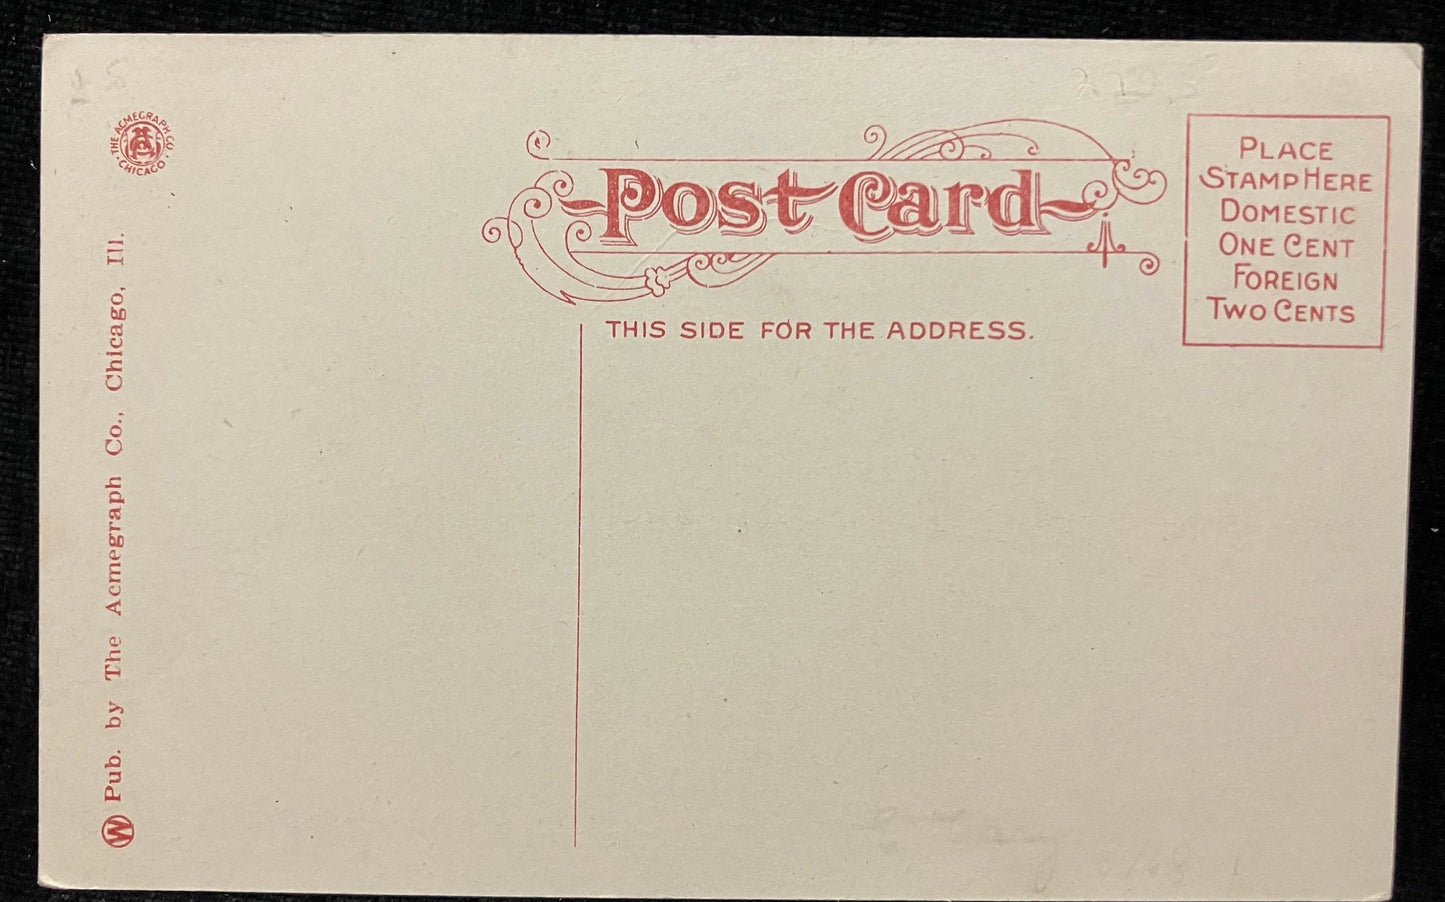 THE ACMEGRAPH CO.
CHICAGO
Post Card
PLACE
STAMP HERE
DOMESTIC
ONE CENT
FOREIGN
TWO CENTS
THIS SIDE FOR THE ADDRESS.
W Pub. by The Acmegraph Co., Chicago, Ill.